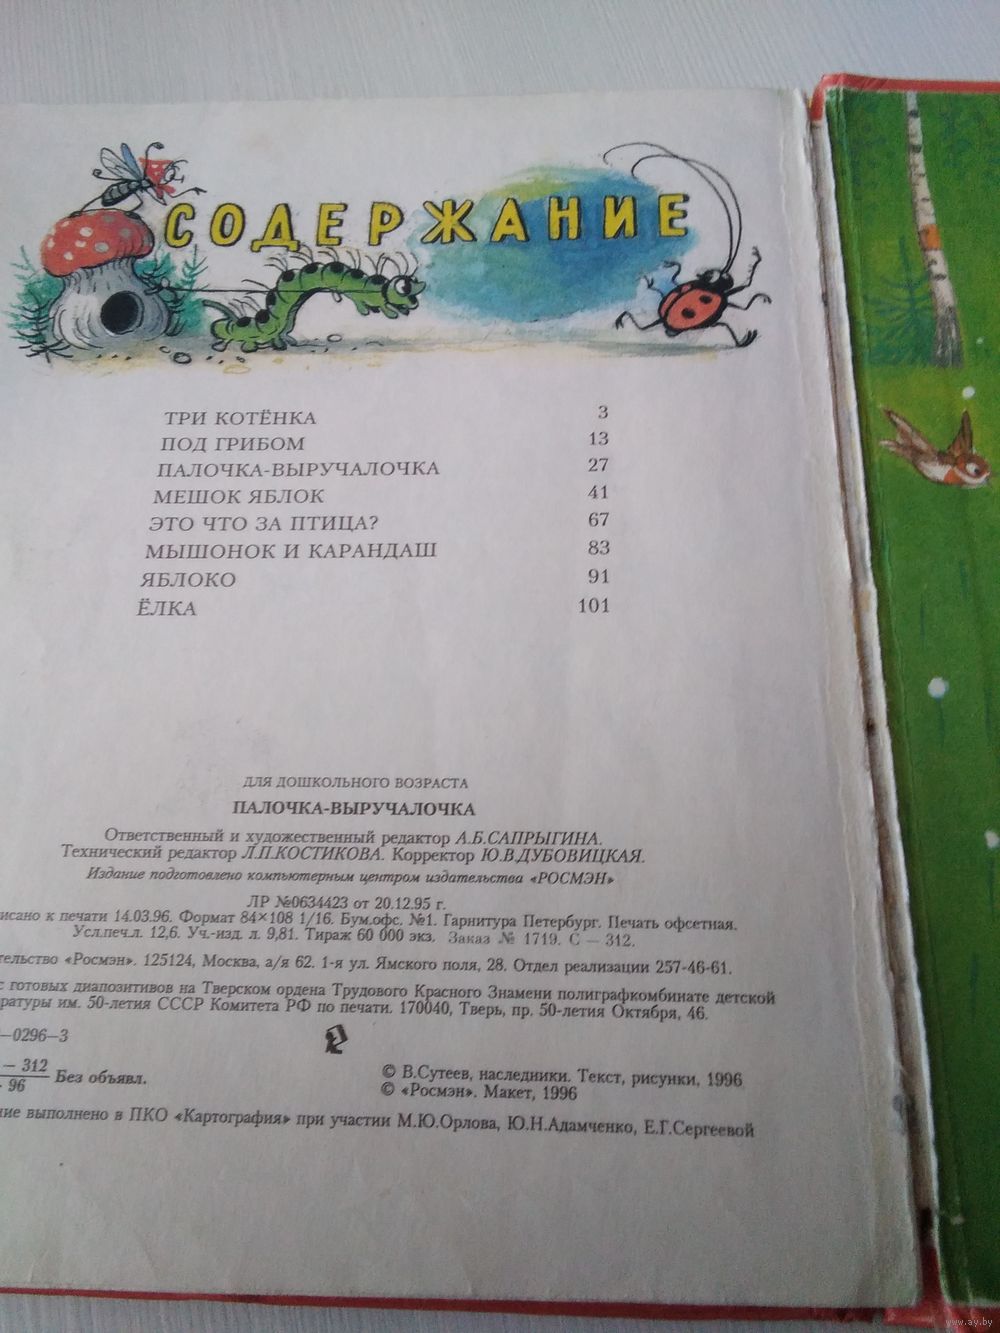 СОДЕРЖАНИЕ
ТРИ КОТЁНКА 3
ПОД ГРИБОМ 13
ПАЛОЧКА-ВЫРУЧАЛОЧКА 27
МЕШОК ЯБЛОК 41
ЭТО ЧТО ЗА ПТИЦА? 67
МЫШОНОК И КАРАНДАШ 83
ЯБЛОКО 91
ЁЛКА 101
ДЛЯ ДОШКОЛЬНОГО ВОЗРАСТА
ПАЛОЧКА-ВЫРУЧАЛОЧКА
Ответственный и художественный редактор А.Б.САПРЫГИНА.
Технический редактор Л.П.КОСТИКОВА. Корректор Ю.В.ДУБОВИЦКАЯ.
Издание подготовлено компьютерным центром издательства «РОСМЭН»
ЛР №0634423 от 20.12.95 г.
исано к печати 14.03.96. Формат 84×108 1/16. Бум.офс. №1. Гарнитура Петербург. Печать офсетная.
Усл.печ.л. 12,6. Уч.-изд. л. 9,81. Тираж 60 000 экз. Заказ № 1719. С – 312.
тельство «Росмэн». 125124, Москва, а/я 62. 1-я ул. Ямского поля, 28. Отдел реализации 257-46-61.
с готовых диапозитивов на Тверском ордена Трудового Красного Знамени полиграфкомбинате детской
ратуры им. 50-летия СССР Комитета РФ по печати. 170040, Тверь, пр. 50-летия Октября, 46.
–0296–3
– 312
96 Без объявл.
© В.Сутеев, наследники. Текст, рисунки, 1996
© «Росмэн». Макет, 1996
ние выполнено в ПКО «Картография» при участии М.Ю.Орлова, Ю.Н.Адамченко, Е.Г.Сергеевой
www.ay.by